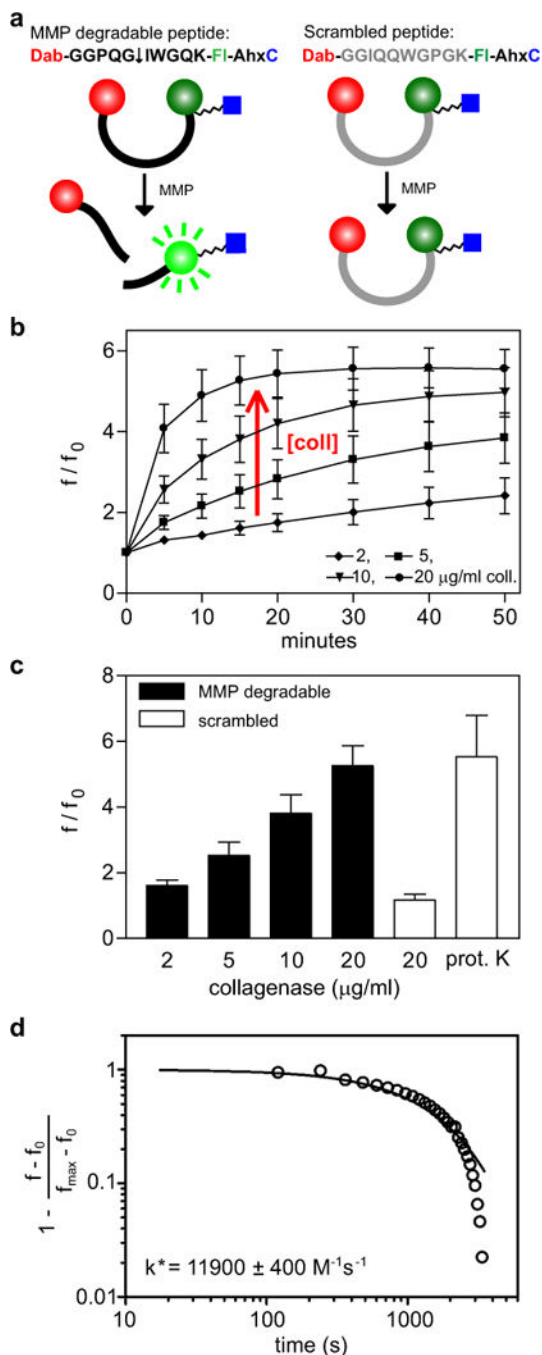 a
MMP degradable peptide:
Dab-GGPQG↓IWGQK-Fl-AhxC
Scrambled peptide:
Dab-GGIQQWGPGK-Fl-AhxC
MMP
MMP
b
f / f0
6
4
2
0
[coll]
2, 5,
10, 20 µg/ml coll.
0 10 20 30 40 50
minutes
c
f / f0
8
6
4
2
0
MMP degradable
scrambled
2 5 10 20 20 prot. K
collagenase (µg/ml)
d
1 - f - f0
fmax - f0
1
0.1
0.01
k*= 11900 ± 400 M-1s-1
10 100 1000
time (s)